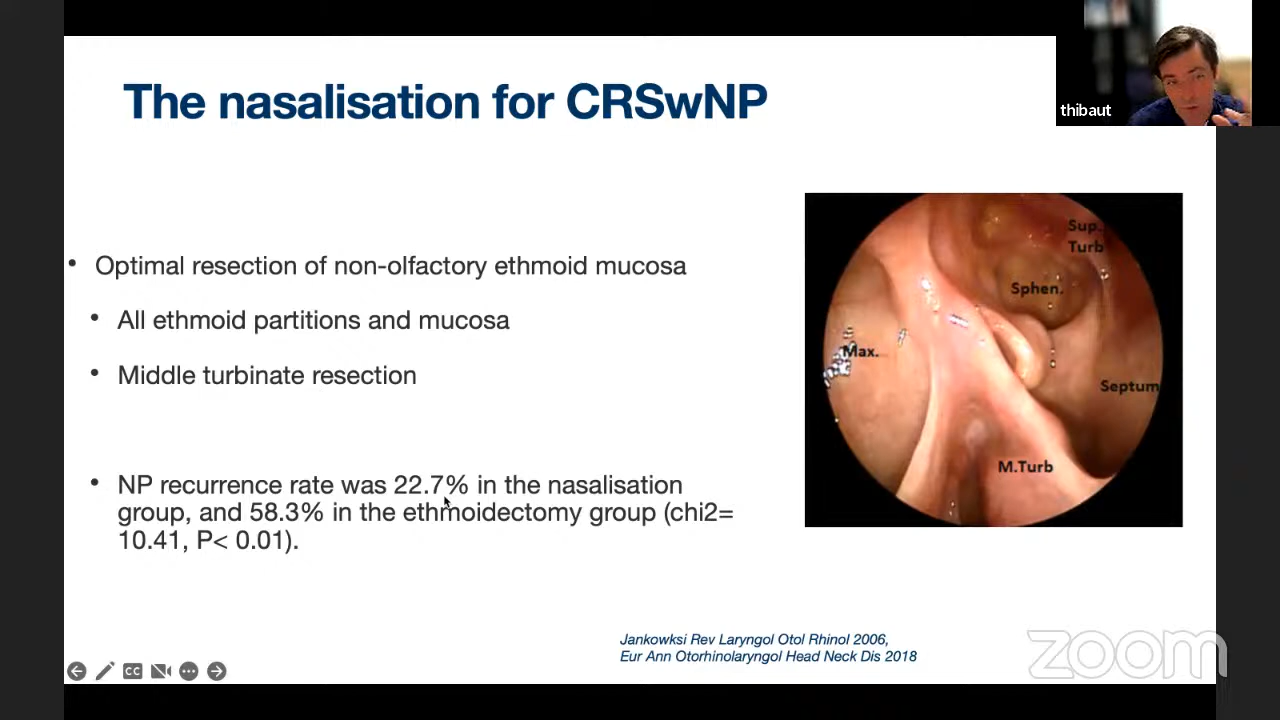 The nasalisation for CRSwNP
thibaut
• Optimal resection of non-olfactory ethmoid mucosa
• All ethmoid partitions and mucosa
• Middle turbinate resection
• NP recurrence rate was 22.7% in the nasalisation
group, and 58.3% in the ethmoidectomy group (chi2=
10.41, P< 0.01).
Sup.
Turb
Sphen.
Max.
Septum
M.Turb
Jankowksi Rev Laryngol Otol Rhinol 2006,
Eur Ann Otorhinolaryngol Head Neck Dis 2018
CC
zoom